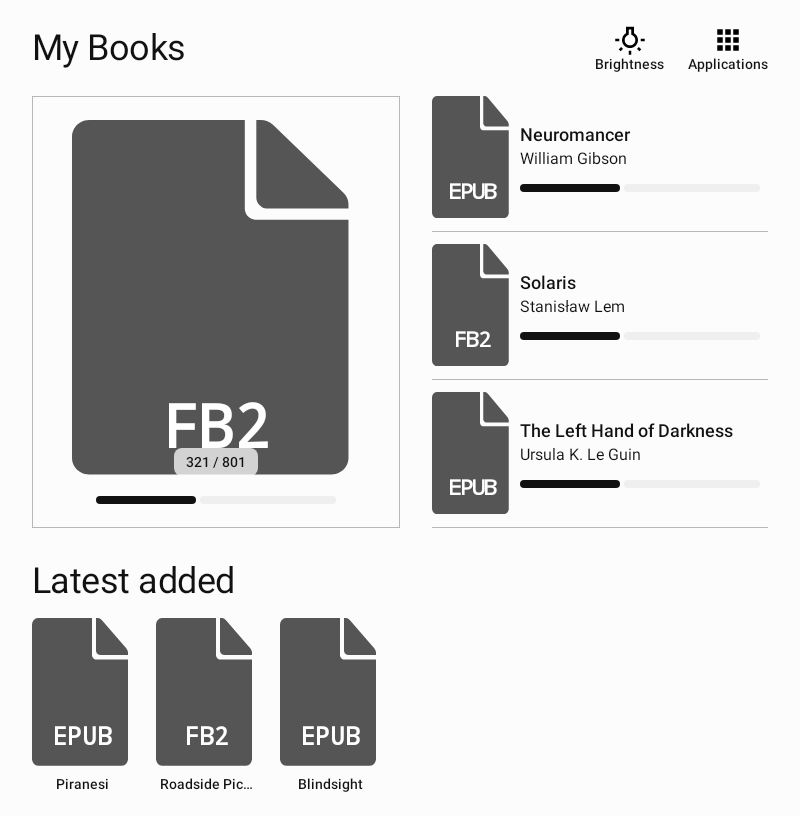 My Books
Brightness
Applications
FB2
321 / 801
EPUB
Neuromancer
William Gibson
FB2
Solaris
Stanisław Lem
EPUB
The Left Hand of Darkness
Ursula K. Le Guin
Latest added
EPUB
FB2
EPUB
Piranesi
Roadside Pic…
Blindsight